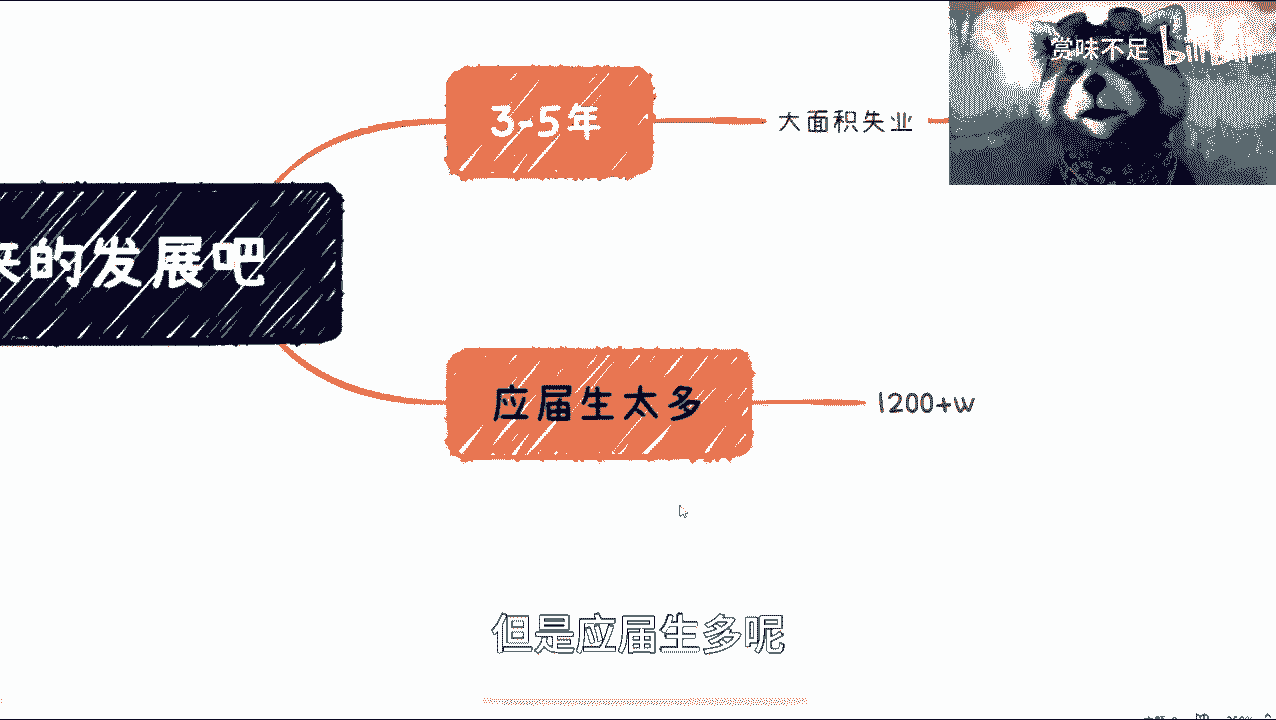 赏味不足 bilibili
3-5年
大面积失业
来的发展吧
应届生太多
1200+w
但是应届生多呢